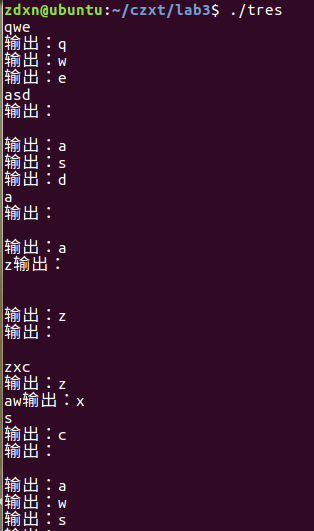 zdxn@ubuntu:~/czxt/lab3$ ./tres
qwe
输出：q
输出：w
输出：e
asd
输出：
输出：a
输出：s
输出：d
a
输出：
输出：a
z输出：
输出：z
输出：
zxc
输出：z
aw输出：x
s
输出：c
输出：
输出：a
输出：w
输出：s